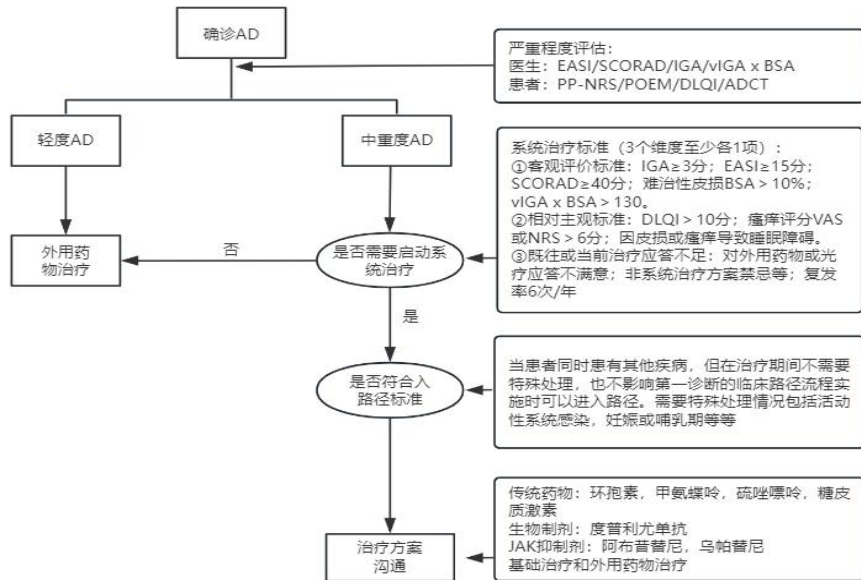 确诊AD
严重程度评估：
医生：EASI/SCORAD/IGA/vIGA x BSA
患者：PP-NRS/POEM/DLQI/ADCT
轻度AD
中重度AD
系统治疗标准（3个维度至少各1项）：
①客观评价标准：IGA≥3分；EASI≥15分；
SCORAD≥40分；难治性皮损BSA＞10%；
vIGA x BSA＞130。
②相对主观标准：DLQI＞10分；瘙痒评分VAS
或NRS＞6分；因皮损或瘙痒导致睡眠障碍。
③既往或当前治疗应答不足：对外用药物或光
疗应答不满意；非系统治疗方案禁忌等；复发
率6次/年
外用药
物治疗
否
是否需要启动系
统治疗
是
是否符合入
路径标准
当患者同时患有其他疾病，但在治疗期间不需要
特殊处理，也不影响第一诊断的临床路径流程实
施时可以进入路径。需要特殊处理情况包括活动
性系统感染，妊娠或哺乳期等等
治疗方案
沟通
传统药物：环孢素，甲氨蝶呤，硫唑嘌呤，糖皮
质激素
生物制剂：度普利尤单抗
JAK抑制剂：阿布昔替尼，乌帕替尼
基础治疗和外用药物治疗